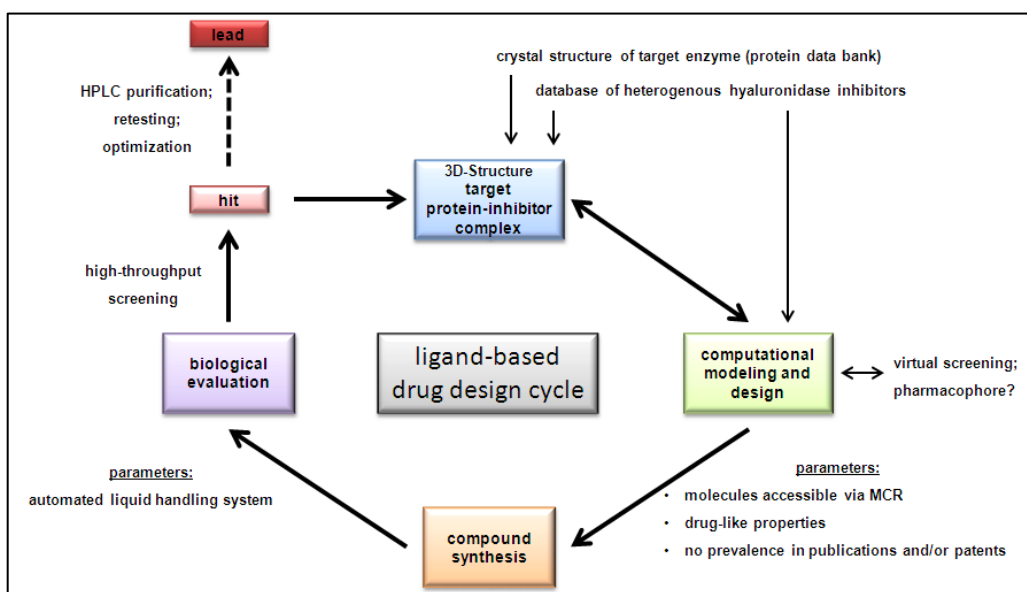 lead
crystal structure of target enzyme (protein data bank)
HPLC purification;
retesting;
optimization
database of heterogenous hyaluronidase inhibitors
3D-Structure
target
protein-inhibitor
complex
hit
high-throughput
screening
biological
evaluation
ligand-based
drug design cycle
computational
modeling and
design
virtual screening;
pharmacophore?
parameters:
automated liquid handling system
parameters:
• molecules accessible via MCR
• drug-like properties
• no prevalence in publications and/or patents
compound
synthesis